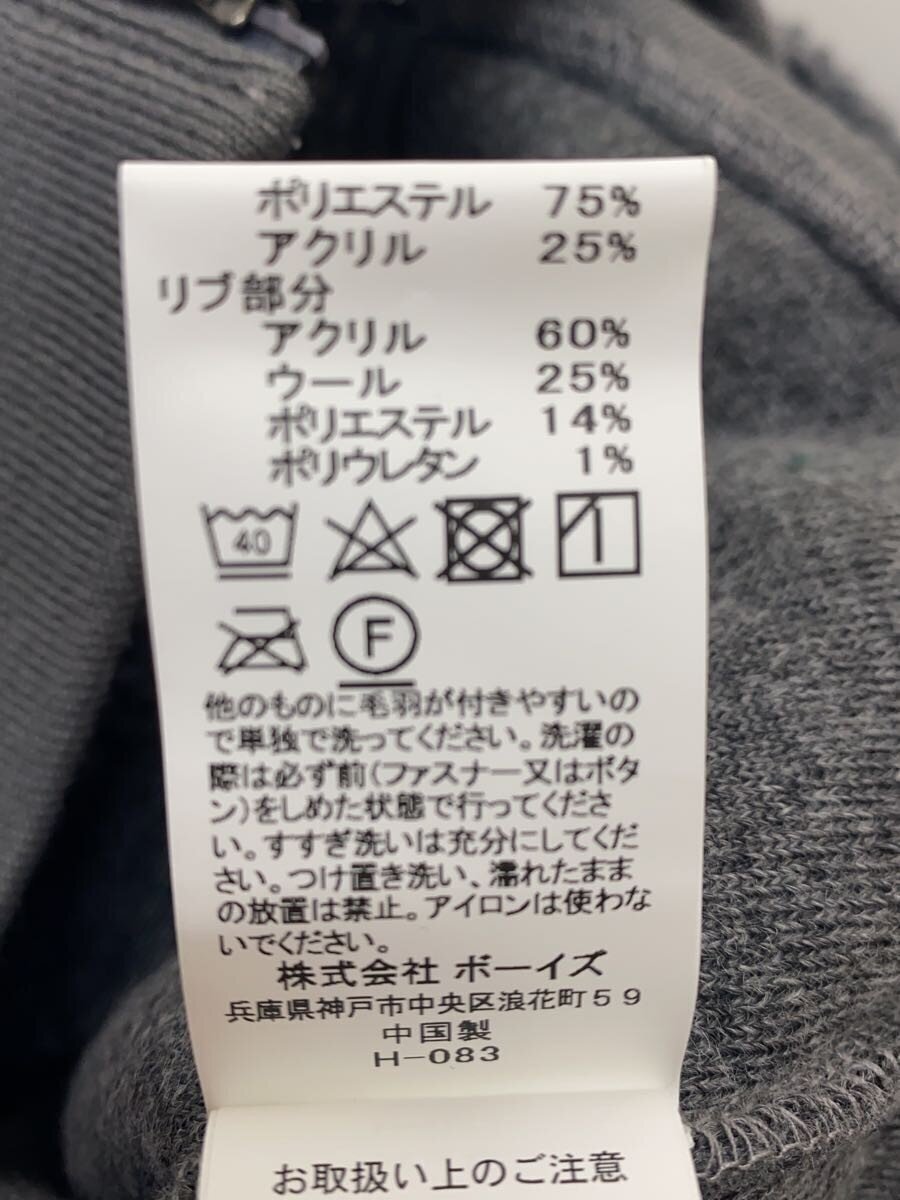 ポリエステル 75%
アクリル 25%
リブ部分
アクリル 60%
ウール 25%
ポリエステル 14%
ポリウレタン 1%
40
F
他のものに毛羽が付きやすいの
で単独で洗ってください。洗濯の
際は必ず前(ファスナー又はボタ
ン)をしめた状態で行ってくださ
い。すすぎ洗いは充分にしてくだ
さい。つけ置き洗い、濡れたまま
の放置は禁止。アイロンは使わな
いでください。
株式会社 ボーイズ
兵庫県神戸市中央区浪花町59
中国製
H-083
お取扱い上のご注意